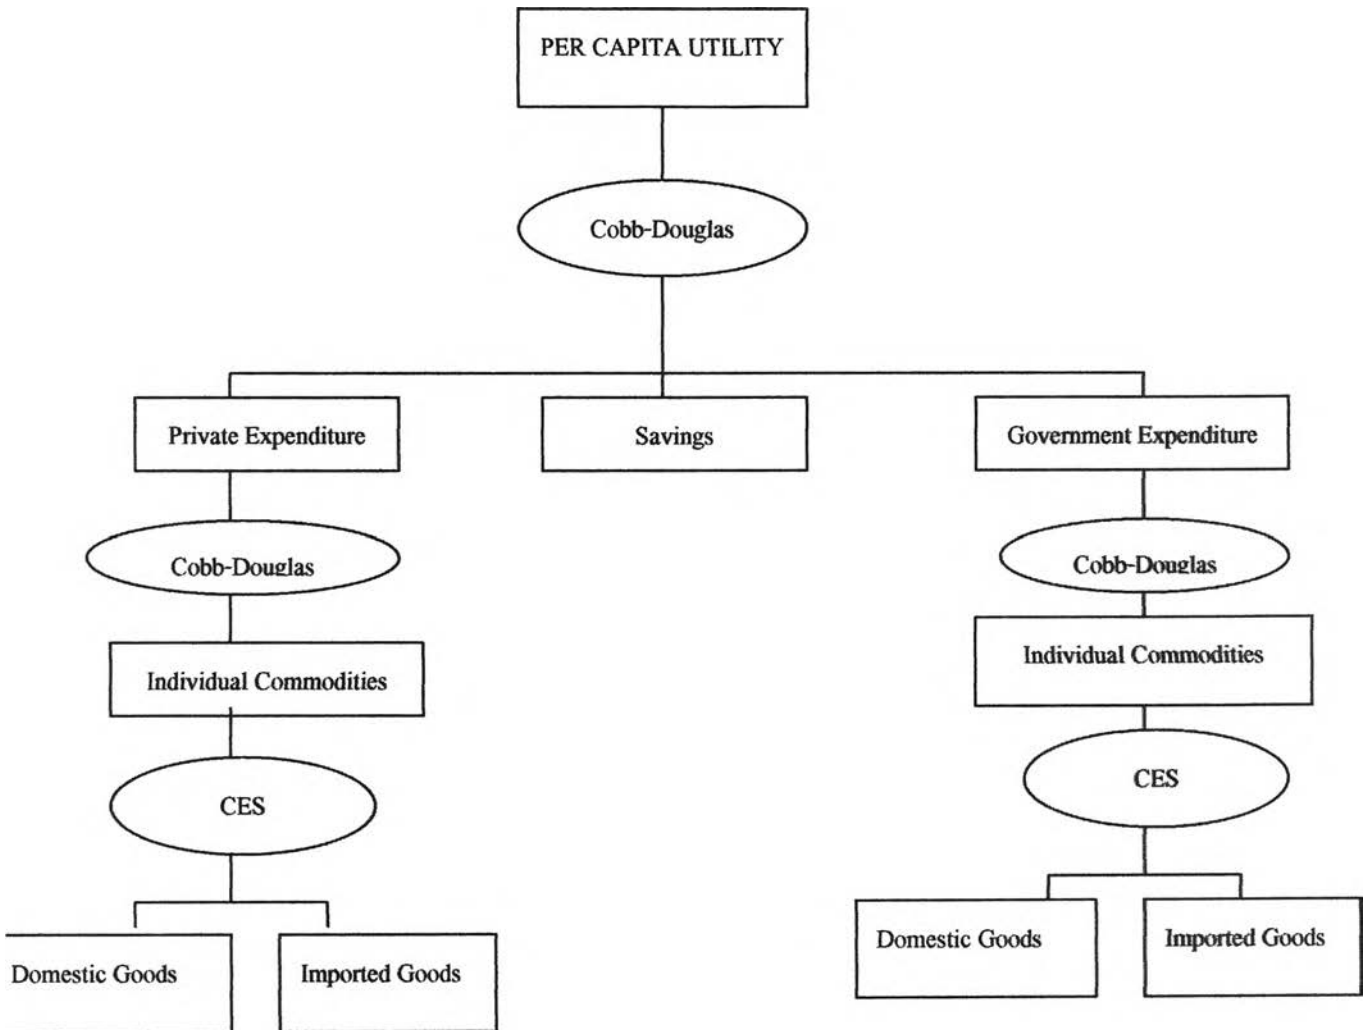 PER CAPITA UTILITY
Cobb-Douglas
Private Expenditure
Savings
Government Expenditure
Cobb-Douglas
Cobb-Douglas
Individual Commodities
Individual Commodities
CES
CES
Domestic Goods
Imported Goods
Domestic Goods
Imported Goods